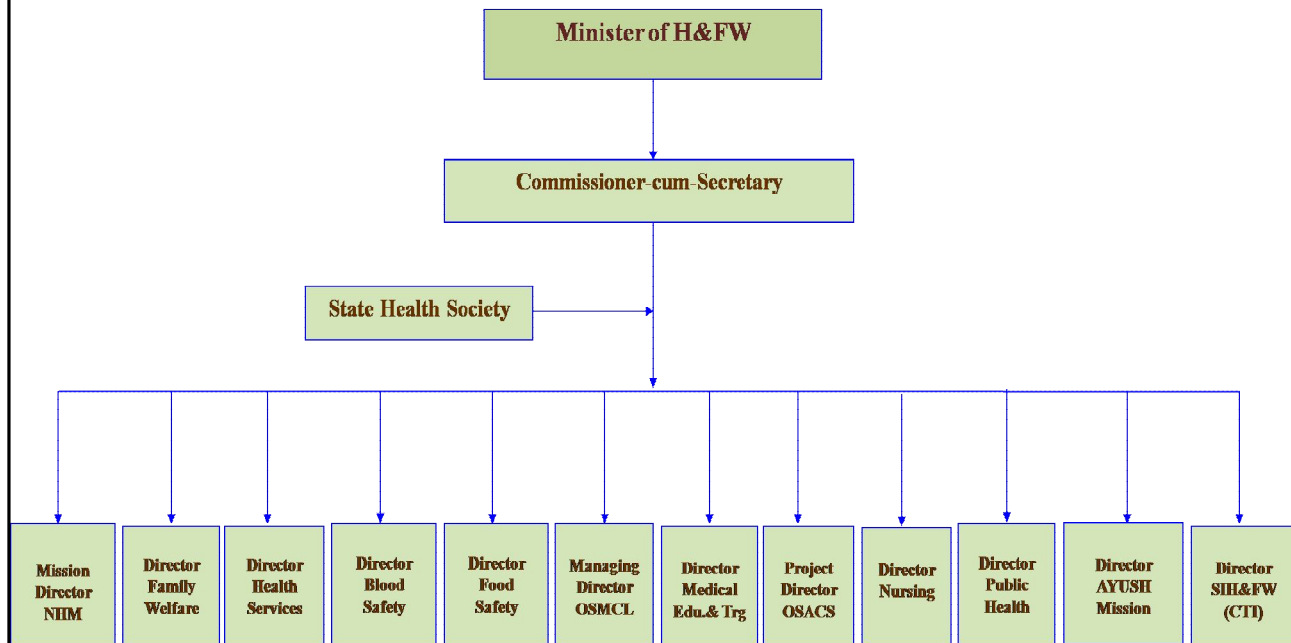 Minister of H&FW
Commissioner-cum-Secretary
State Health Society
Mission
Director
NHM
Director
Family
Welfare
Director
Health
Services
Director
Blood
Safety
Director
Food
Safety
Managing
Director
OSMCL
Director
Medical
Edu.& Trg
Project
Director
OSACS
Director
Nursing
Director
Public
Health
Director
AYUSH
Mission
Director
SIH&FW
(CTI)